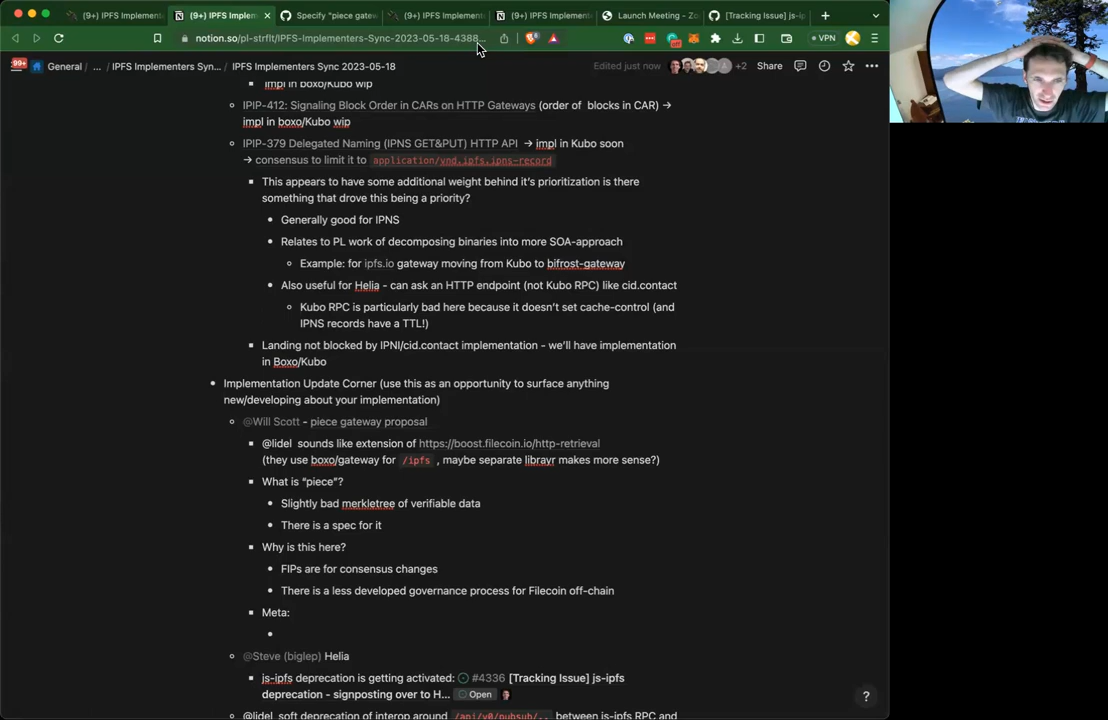 (9+) IPFS Implementers
(9+) IPFS Implem
Specify "piece gatew
(9+) IPFS Implement
(9+) IPFS Implement
Launch Meeting - Zo
[Tracking Issue] js-ip
notion.so/pl-strflt/IPFS-Implementers-Sync-2023-05-18-4388...
VPN
99+
General / ... / IPFS Implementers Syn... / IPFS Implementers Sync 2023-05-18
Edited just now
A
+2
Share
impl in boxo/Kubo wip
IPIP-412: Signaling Block Order in CARs on HTTP Gateways (order of blocks in CAR) →
impl in boxo/Kubo wip
IPIP-379 Delegated Naming (IPNS GET&PUT) HTTP API → impl in Kubo soon
→ consensus to limit it to application/vnd.ipfs.ipns-record
This appears to have some additional weight behind it's prioritization is there
something that drove this being a priority?
Generally good for IPNS
Relates to PL work of decomposing binaries into more SOA-approach
Example: for ipfs.io gateway moving from Kubo to bifrost-gateway
Also useful for Helia - can ask an HTTP endpoint (not Kubo RPC) like cid.contact
Kubo RPC is particularly bad here because it doesn't set cache-control (and
IPNS records have a TTL!)
Landing not blocked by IPNI/cid.contact implementation - we'll have implementation
in Boxo/Kubo
Implementation Update Corner (use this as an opportunity to surface anything
new/developing about your implementation)
@Will Scott - piece gateway proposal
@lidel sounds like extension of https://boost.filecoin.io/http-retrieval
(they use boxo/gateway for /ipfs , maybe separate librayr makes more sense?)
What is "piece"?
Slightly bad merkletree of verifiable data
There is a spec for it
Why is this here?
FIPs are for consensus changes
There is a less developed governance process for Filecoin off-chain
Meta:
@Steve (biglep) Helia
js-ipfs deprecation is getting activated: #4336 [Tracking Issue] js-ipfs
deprecation - signposting over to H... Open
@lidel soft deprecation of interop around /api/v0/pubsub/.. between js-ipfs RPC and
?